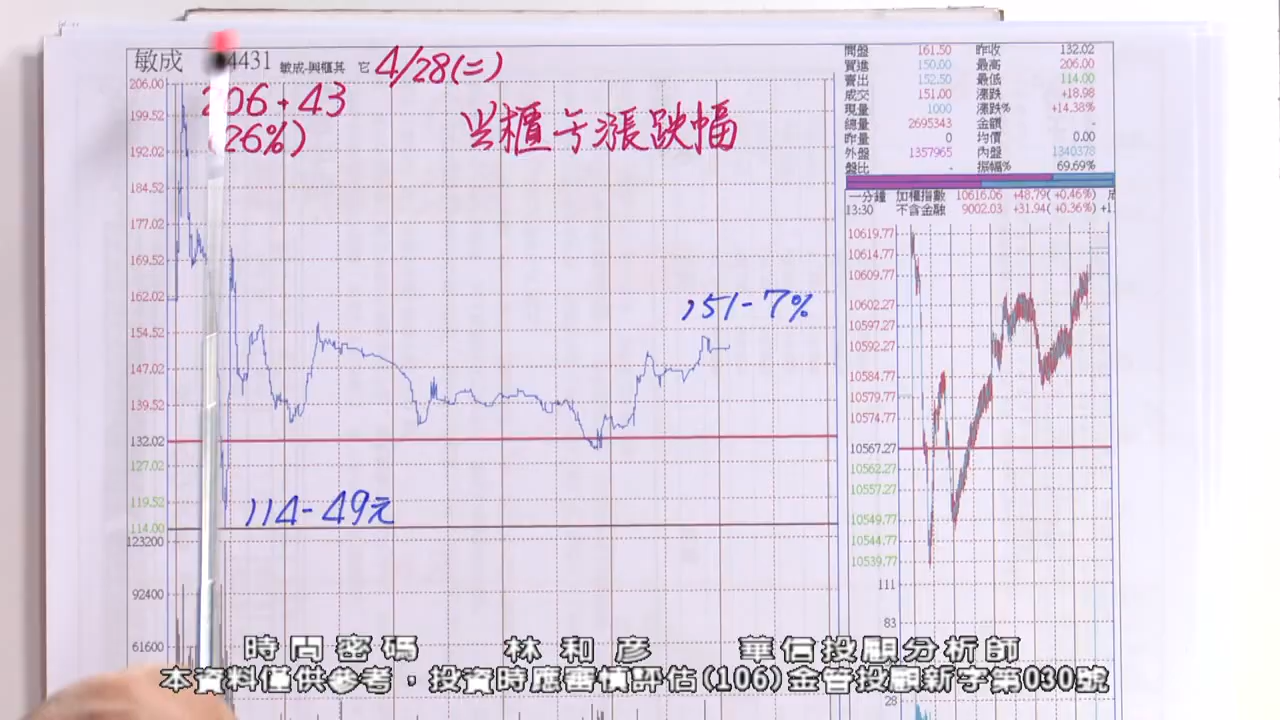 敏成 4431 敏成-興櫃其 它 4/28(二)
206+43
(26%)
兴櫃亏漲跌幅
151-7%
114-49元
206.00
199.52
192.02
184.52
177.02
169.52
162.02
154.52
147.02
139.52
132.02
127.02
119.52
114.00
123200
92400
61600
開盤 161.50 昨收 132.02
買進 150.00 最高 206.00
賣出 152.50 最低 114.00
成交 151.00 漲跌 +18.98
現量 1000 漲跌% +14.38%
總量 2695343 金額 -
昨量 0 均價 0.00
外盤 1357965 內盤 1340378
盤比 - 振幅% 69.69%
一分鐘 加權指數 10616.06 +48.79( +0.46%)
13:30 不含金融 9002.03 +31.94( +0.36%)
10619.77
10614.77
10609.77
10602.27
10597.27
10592.27
10584.77
10579.77
10574.77
10567.27
10562.27
10557.27
10549.77
10544.77
10539.77
111
83
28
時間密碼 林和彥 華信投顧分析師
本資料僅供參考，投資時應審慎評估(106)金管投顧新字第030號